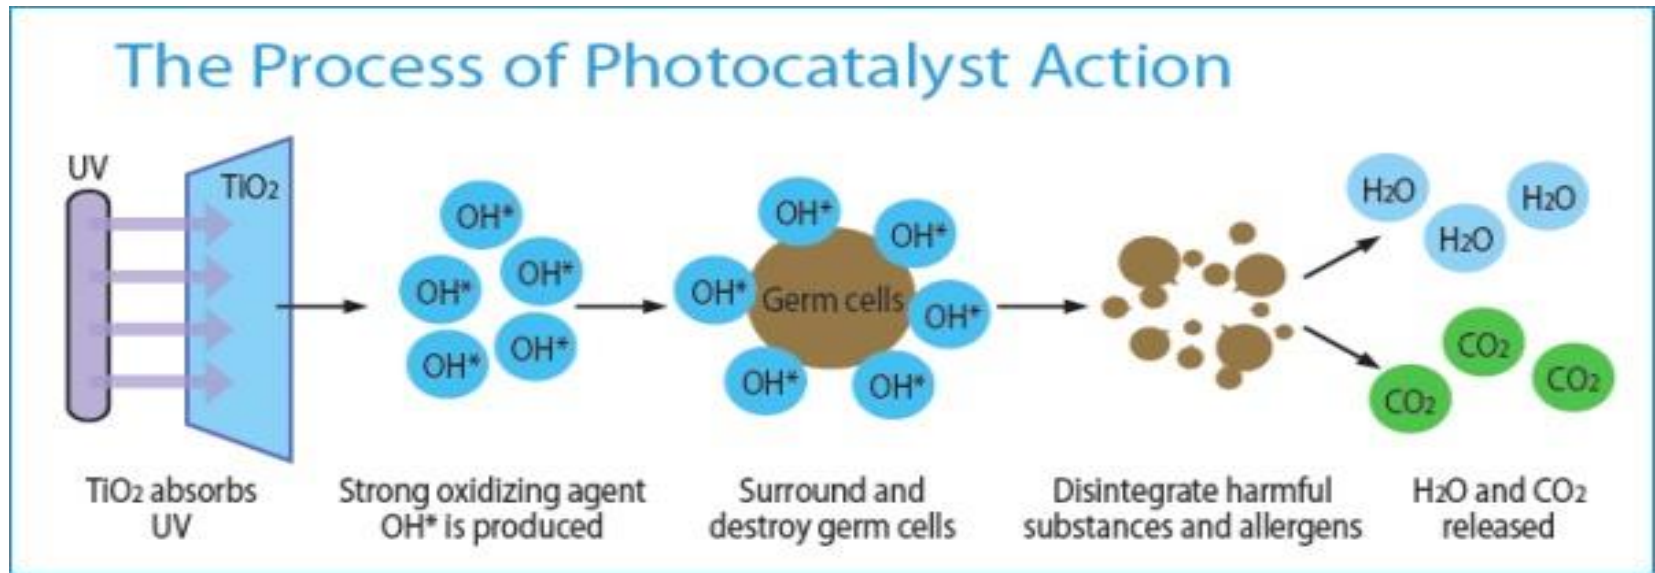 The Process of Photocatalyst Action
UV
TiO2
OH*
OH*
OH*
OH*
OH*
OH*
OH*
OH*
Germ cells
OH*
OH*
OH*
H2O
H2O
H2O
CO2
CO2
CO2
TiO2 absorbs
UV
Strong oxidizing agent
OH* is produced
Surround and
destroy germ cells
Disintegrate harmful
substances and allergens
H2O and CO2
released